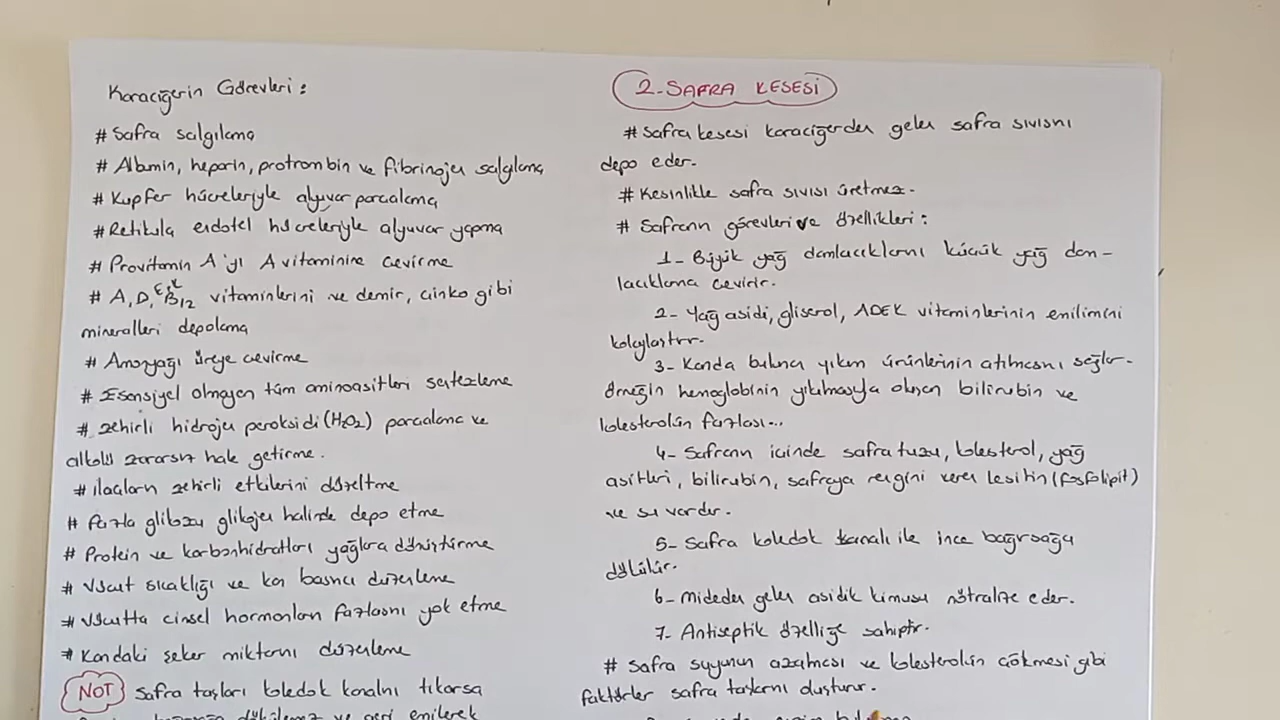 Karaciğerin Görevleri:
# Safra salgılama
# Albümin, heparin, protrombin ve fibrinojen salgılama
# Kupfer hücreleriyle alyuvar parçalama
# Retikula endotel hücreleriyle alyuvar yapma
# Provitamin A'yı A vitaminine çevirme
# A, D, E, K, B12 vitaminlerini ve demir, çinko gibi
mineralleri depolama
# Amonyağı üreye çevirme
# Esansiyel olmayan tüm aminoasitleri sentezleme
# Zehirli hidrojen peroksidi (H2O2) parçalama ve
alkolü zararsız hale getirme.
# ilaçların zehirli etkilerini düzeltme
# Fazla glikozu glikojen halinde depo etme
# Protein ve karbonhidratları yağlara dönüştürme
# Vücut sıcaklığı ve kan basıncı düzenleme
# Vücutta cinsel hormonların fazlasını yok etme
# Kandaki şeker miktarını düzenleme
NOT Safra taşları koledok kanalını tıkarsa
dökülemez ve geri emilerek
2-SAFRA KESESİ
# Safra kesesi karaciğerden gelen safra sıvısını
depo eder.
# Kesinlikle safra sıvısı üretmez.
# Safranın görevleri ve özellikleri:
1- Büyük yağ damlacıklarını küçük yağ dam-
lacıklarına çevirir.
2- Yağ asidi, gliserol, ADEK vitaminlerinin emilimini
kolaylaştırır.
3- Kanda bulunan yıkım ürünlerinin atılmasını sağlar.
Örneğin hemoglobinin yıkılmasıyla oluşan bilirubin ve
kolesterolün fazlası...
4- Safranın içinde safra tuzu, kolesterol, yağ
asitleri, bilirubin, safraya rengini veren lesitin (fosfolipit)
ve su vardır.
5- Safra koledok kanalı ile ince bağırsağa
dökülür.
6- Mideden gelen asidik kimusu nötralize eder.
7- Antiseptik özelliğe sahiptir.
# Safra suyunun azalması ve kolesterolün çökmesi gibi
faktörler safra taşlarını oluşturur.